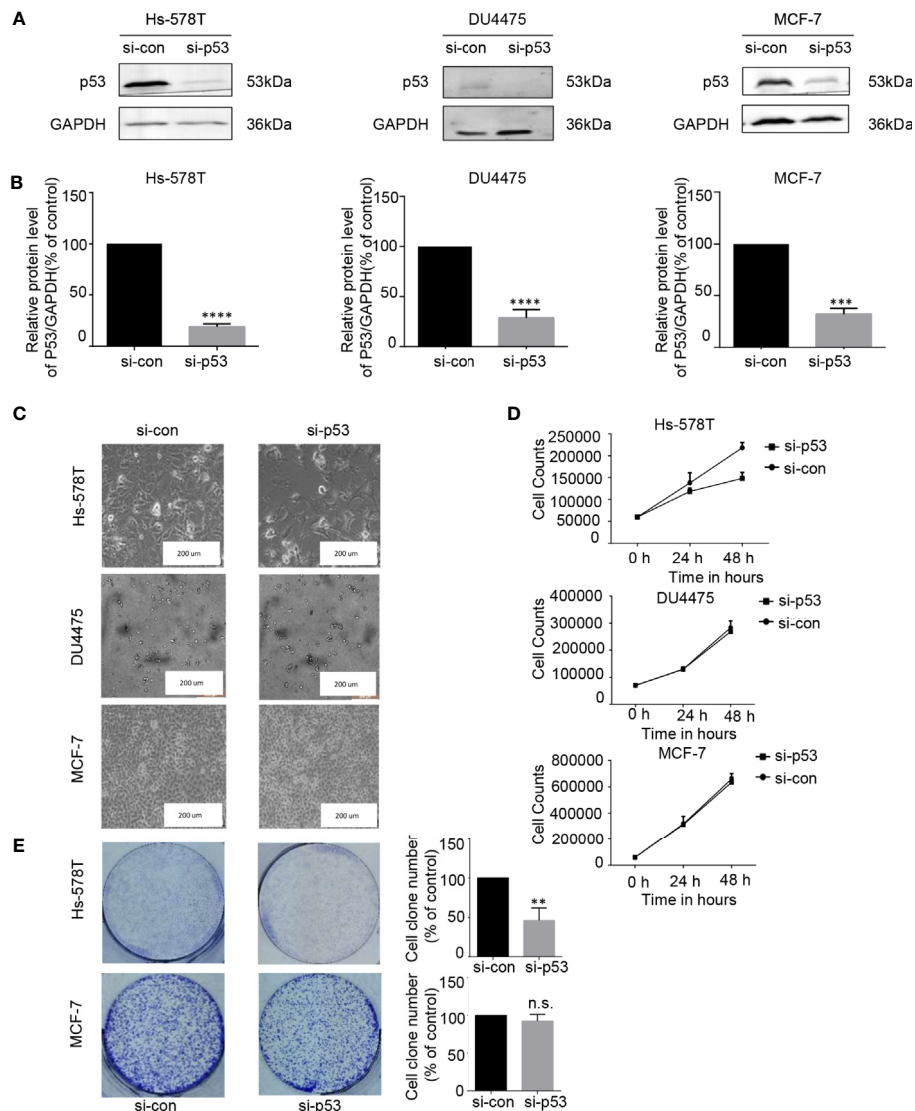 A
Hs-578T
si-con si-p53
p53
53kDa
GAPDH
36kDa
DU4475
si-con si-p53
p53
53kDa
GAPDH
36kDa
MCF-7
si-con si-p53
p53
53kDa
GAPDH
36kDa
B
Hs-578T
Relative protein level
of P53/GAPDH(% of control)
150
100
50
0
****
si-con si-p53
DU4475
Relative protein level
of P53/GAPDH(% of control)
150
100
50
0
****
si-con si-p53
MCF-7
Relative protein level
of P53/GAPDH(% of control)
150
100
50
0
***
si-con si-p53
C
si-con
si-p53
Hs-578T
200 um
200 um
DU4475
200 um
200 um
MCF-7
200 um
200 um
D
Hs-578T
Cell Counts
250000
200000
150000
100000
50000
0
0 h 24 h 48 h
Time in hours
si-p53
si-con
DU4475
Cell Counts
400000
300000
200000
100000
0
0 h 24 h 48 h
Time in hours
si-p53
si-con
MCF-7
Cell Counts
800000
600000
400000
200000
0
0 h 24 h 48 h
Time in hours
si-p53
si-con
E
Hs-578T
MCF-7
si-con
si-p53
Cell clone number
(% of control)
150
100
50
0
**
si-con si-p53
Cell clone number
(% of control)
150
100
50
0
n.s.
si-con si-p53